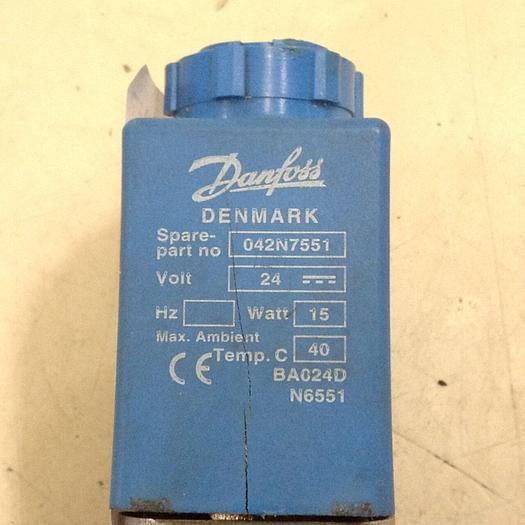 Danfoss
DENMARK
Spare-
part no 042N7551
Volt 24 ⎓
Hz Watt 15
Max. Ambient
Temp. C 40
CE BA024D
N6551